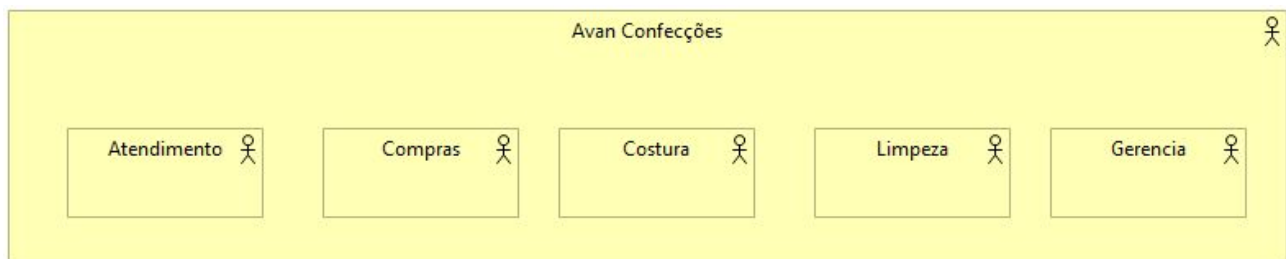 Avan Confecções
Atendimento
Compras
Costura
Limpeza
Gerencia